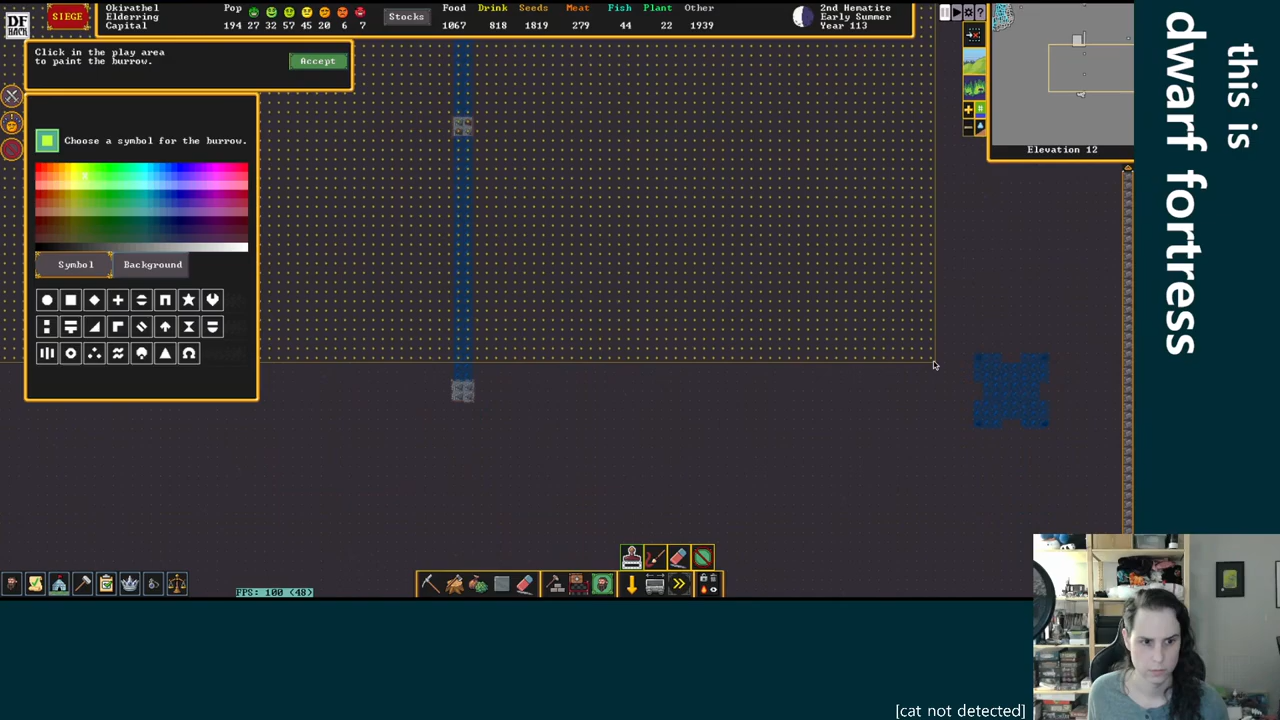 DF
HACK
SIEGE
Okirathel
Elderring
Capital
Pop
194 27 32 57 45 20 6 7
Stocks
Food Drink Seeds Meat Fish Plant Other
1067 818 1819 279 44 22 1939
2nd Hematite
Early Summer
Year 113
Click in the play area
to paint the burrow.
Accept
Choose a symbol for the burrow.
Symbol
Background
Elevation 12
FPS: 100 (48)
this is
dwarf fortress
[cat not detected]